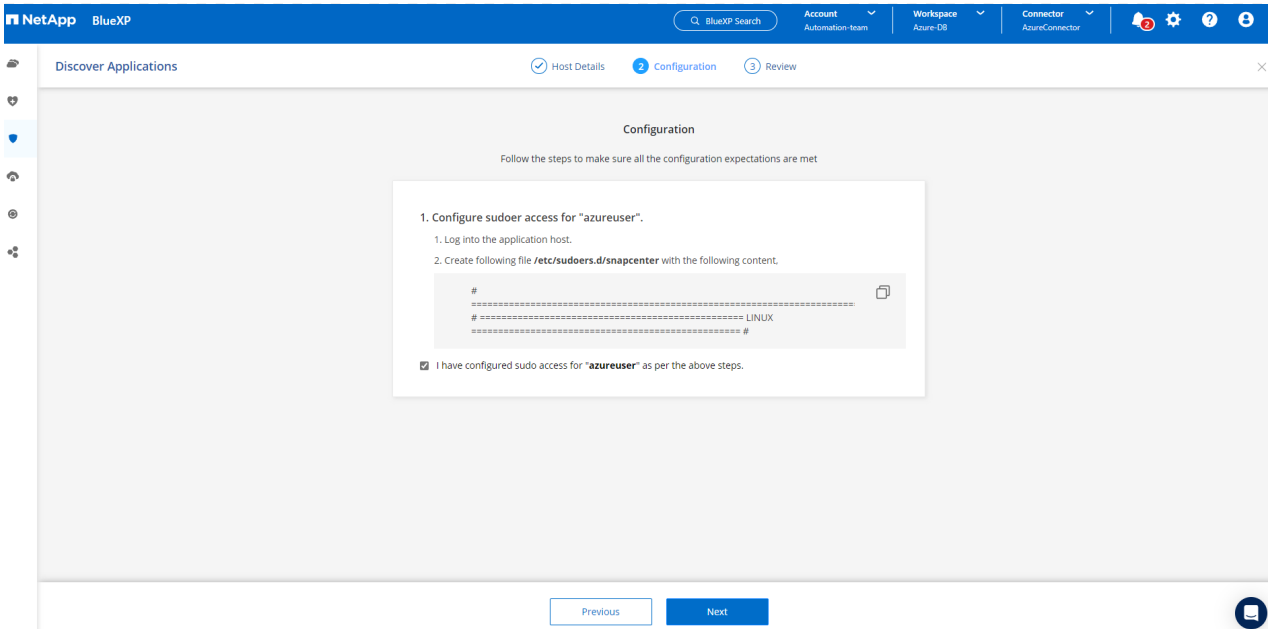 NetApp BlueXP
BlueXP Search
Account
Automation-team
Workspace
Azure-DB
Connector
AzureConnector
2
?
Discover Applications
Host Details
2 Configuration
3 Review
Configuration
Follow the steps to make sure all the configuration expectations are met
1. Configure sudoer access for "azureuser".
1. Log into the application host.
2. Create following file /etc/sudoers.d/snapcenter with the following content,
#
========================================================================
# ================================================== LINUX
=================================================== #
I have configured sudo access for "azureuser" as per the above steps.
Previous
Next